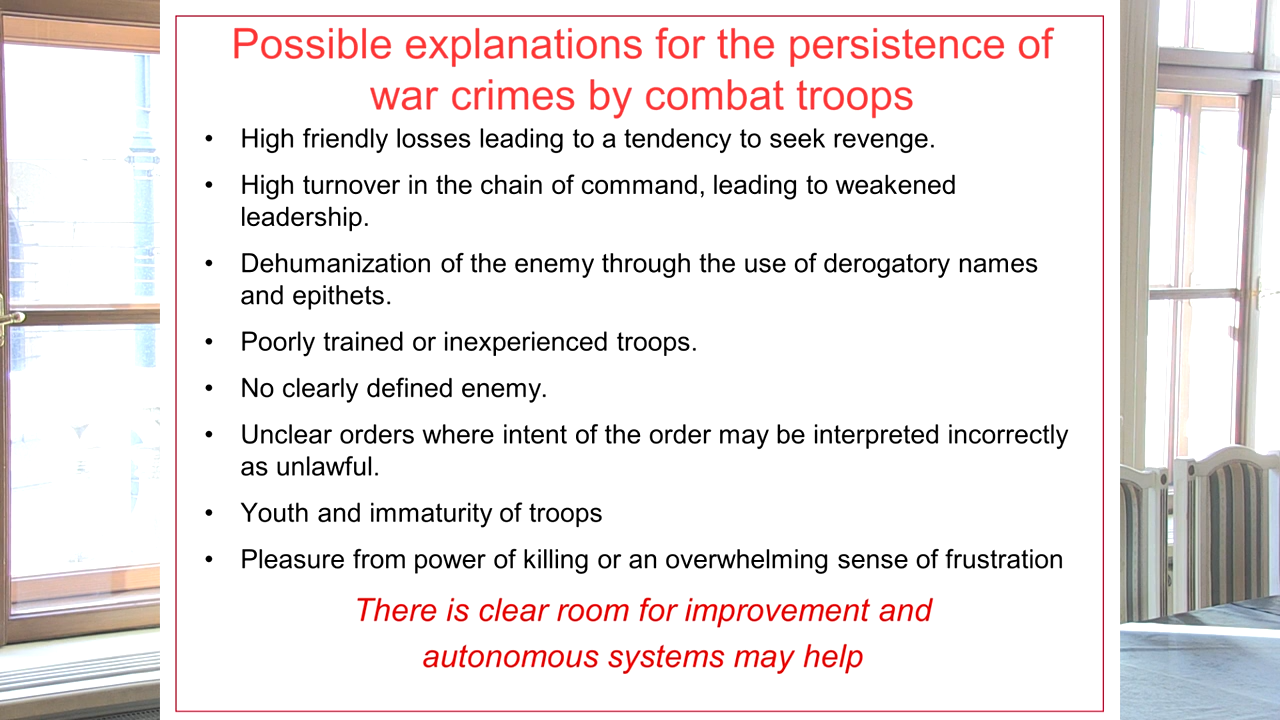 Possible explanations for the persistence of
war crimes by combat troops
• High friendly losses leading to a tendency to seek revenge.
• High turnover in the chain of command, leading to weakened
leadership.
• Dehumanization of the enemy through the use of derogatory names
and epithets.
• Poorly trained or inexperienced troops.
• No clearly defined enemy.
• Unclear orders where intent of the order may be interpreted incorrectly
as unlawful.
• Youth and immaturity of troops
• Pleasure from power of killing or an overwhelming sense of frustration
There is clear room for improvement and
autonomous systems may help